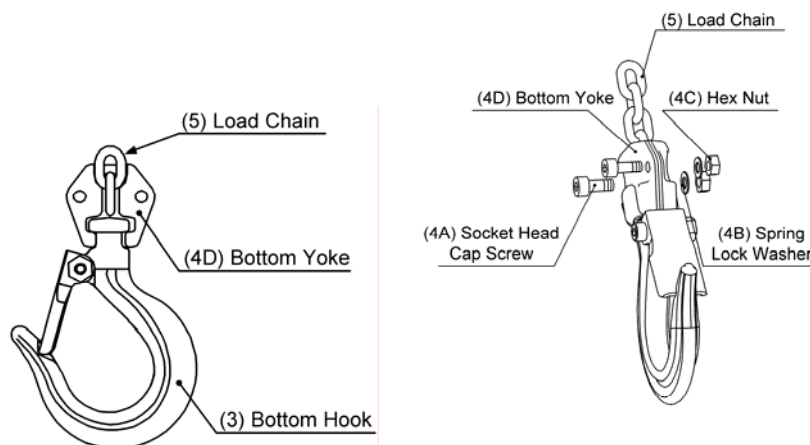 (5) Load Chain
(4D) Bottom Yoke
(3) Bottom Hook
(5) Load Chain
(4D) Bottom Yoke
(4C) Hex Nut
(4A) Socket Head
Cap Screw
(4B) Spring
Lock Washer